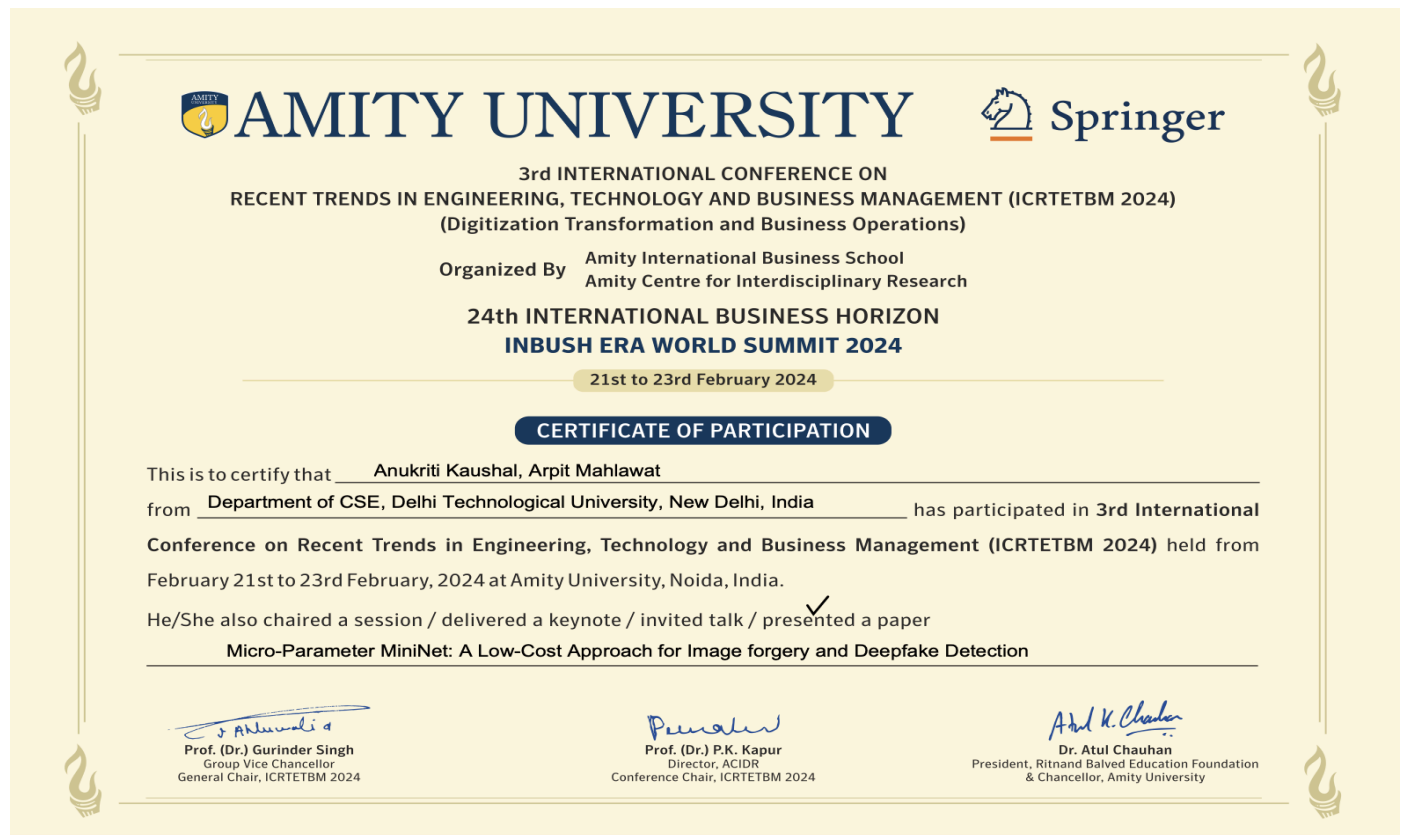 AMITY UNIVERSITY
AMITY UNIVERSITY
Springer
3rd INTERNATIONAL CONFERENCE ON
RECENT TRENDS IN ENGINEERING, TECHNOLOGY AND BUSINESS MANAGEMENT (ICRTETBM 2024)
(Digitization Transformation and Business Operations)
Organized By
Amity International Business School
Amity Centre for Interdisciplinary Research
24th INTERNATIONAL BUSINESS HORIZON
INBUSH ERA WORLD SUMMIT 2024
21st to 23rd February 2024
CERTIFICATE OF PARTICIPATION
This is to certify that Anukriti Kaushal, Arpit Mahlawat
from Department of CSE, Delhi Technological University, New Delhi, India has participated in 3rd International
Conference on Recent Trends in Engineering, Technology and Business Management (ICRTETBM 2024) held from
February 21st to 23rd February, 2024 at Amity University, Noida, India.
He/She also chaired a session / delivered a keynote / invited talk / presented a paper
Micro-Parameter MiniNet: A Low-Cost Approach for Image forgery and Deepfake Detection
Atul K. Chauhan
Prof. (Dr.) Gurinder Singh
Group Vice Chancellor
General Chair, ICRTETBM 2024
Prof. (Dr.) P.K. Kapur
Director, ACIDR
Conference Chair, ICRTETBM 2024
Dr. Atul Chauhan
President, Ritnand Balved Education Foundation
& Chancellor, Amity University